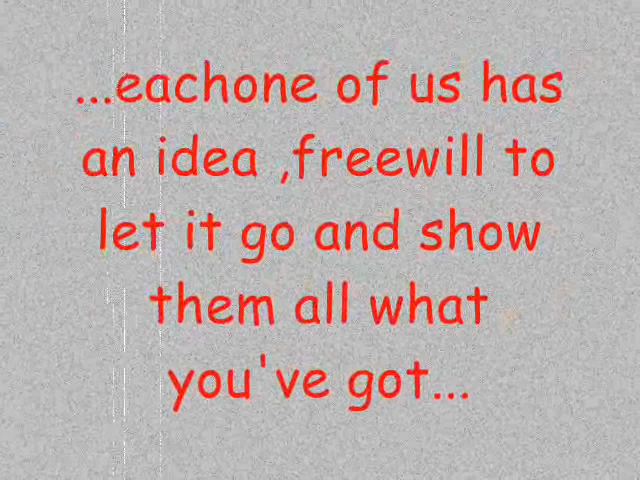 ...eachone of us has
an idea ,freewill to
let it go and show
them all what
you've got...